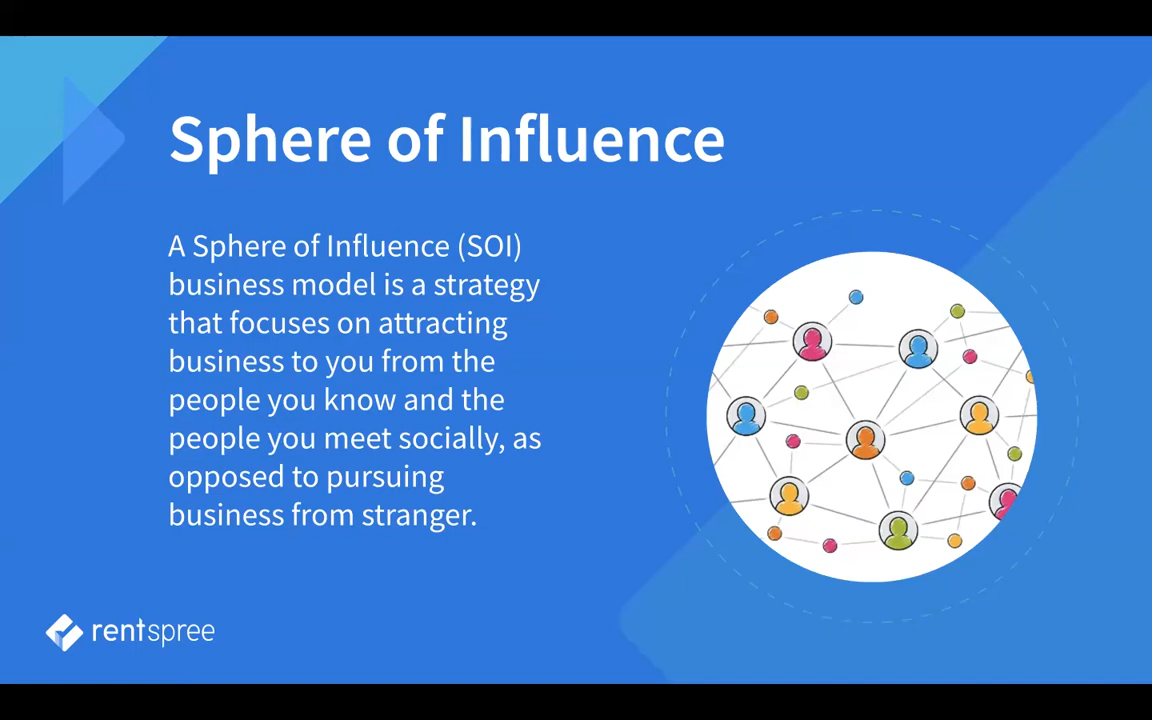 Sphere of Influence
A Sphere of Influence (SOI)
business model is a strategy
that focuses on attracting
business to you from the
people you know and the
people you meet socially, as
opposed to pursuing
business from stranger.
rentspree